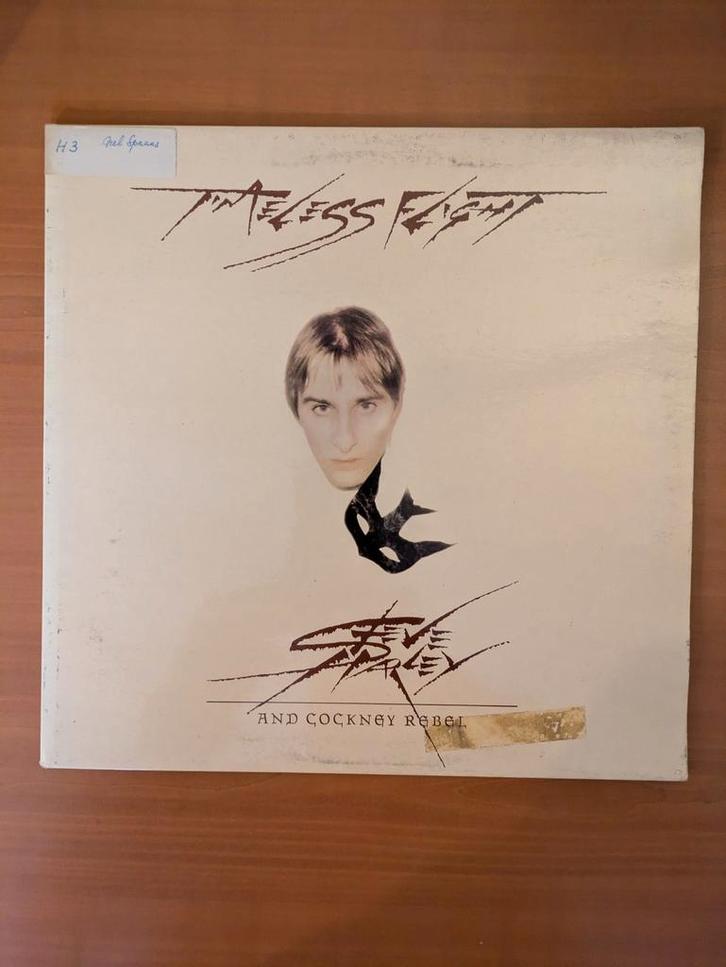 H3
TIMELESS FLIGHT
STEVE
HARLEY
AND COCKNEY REBEL